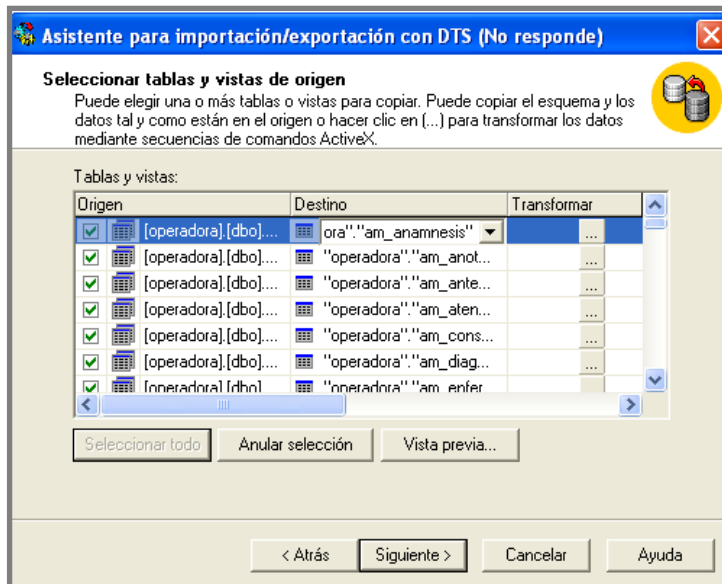 Asistente para importación/exportación con DTS (No responde)
Seleccionar tablas y vistas de origen
Puede elegir una o más tablas o vistas para copiar. Puede copiar el esquema y los
datos tal y como están en el origen o hacer clic en (...) para transformar los datos
mediante secuencias de comandos ActiveX.
Tablas y vistas:
Origen Destino Transformar
[operadora].[dbo].... ora"."am_anamnesis" ...
[operadora].[dbo].... "operadora"."am_anot... ...
[operadora].[dbo].... "operadora"."am_ante... ...
[operadora].[dbo].... "operadora"."am_aten... ...
[operadora].[dbo].... "operadora"."am_cons... ...
[operadora].[dbo].... "operadora"."am_diag... ...
[operadora].[dbo] "operadora"."am_enfer
Seleccionar todo Anular selección Vista previa...
< Atrás Siguiente > Cancelar Ayuda